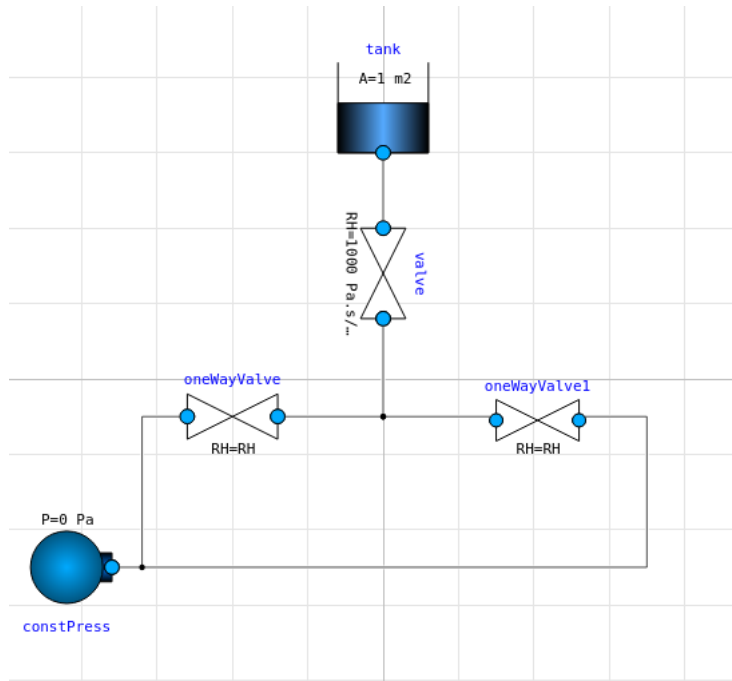 tank
A=1 m2
RH=1000 Pa.s/…
valve
oneWayValve
oneWayValve1
RH=RH
RH=RH
P=0 Pa
constPress